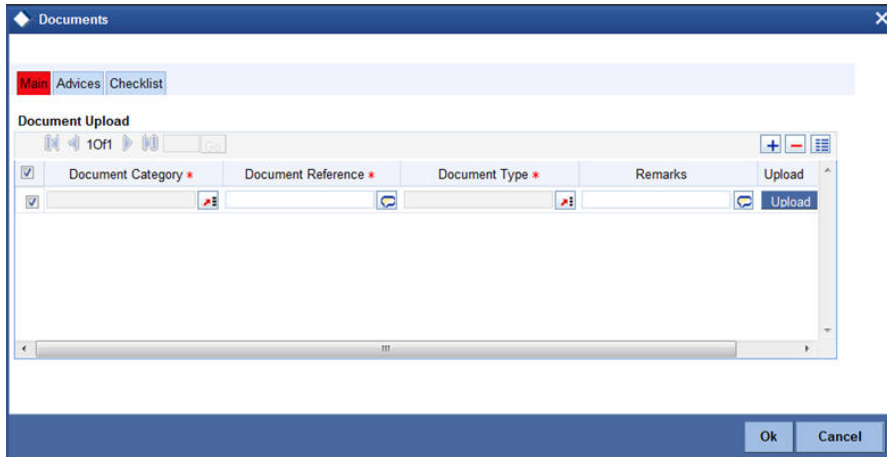 Documents
Main Advices Checklist
Document Upload
1Of1 Go
Document Category * Document Reference * Document Type * Remarks Upload
Upload
Ok Cancel